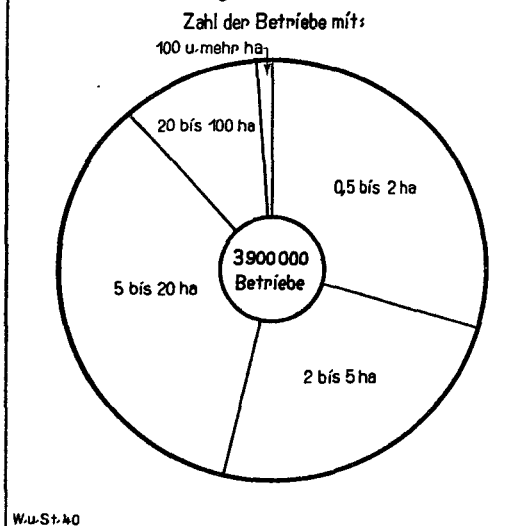 Zahl der Betriebe mit:
100 u. mehr ha
20 bis 100 ha
0,5 bis 2 ha
3900000
Betriebe
5 bis 20 ha
2 bis 5 ha
W.u.St.40